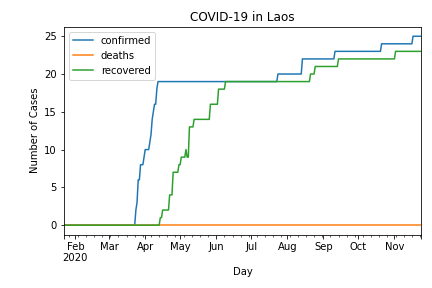 COVID-19 in Laos
confirmed
deaths
recovered
Number of Cases
25
20
15
10
5
0
Feb Mar Apr May Jun Jul Aug Sep Oct Nov
2020
Day